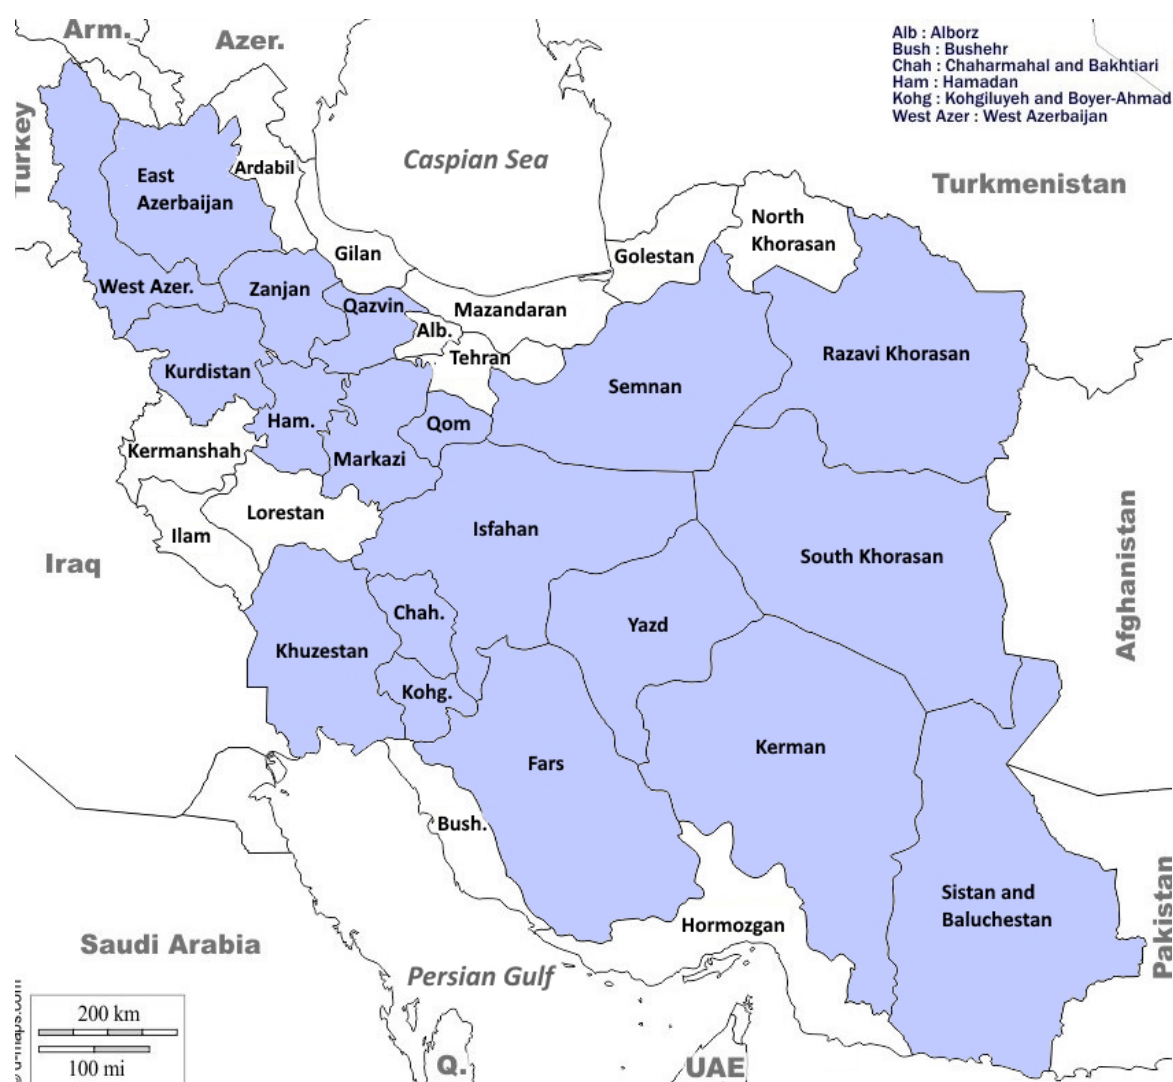 Arm.
Azer.
Alb : Alborz
Bush : Bushehr
Chah : Chaharmahal and Bakhtiari
Ham : Hamadan
Kohg : Kohgiluyeh and Boyer-Ahmad
West Azer : West Azerbaijan
Turkey
Caspian Sea
Turkmenistan
East
Azerbaijan
Ardabil
North
Khorasan
Gilan
Golestan
West Azer.
Zanjan
Qazvin
Mazandaran
Alb.
Tehran
Razavi Khorasan
Kurdistan
Semnan
Ham.
Qom
Kermanshah
Markazi
Lorestan
Ilam
Isfahan
Iraq
South Khorasan
Afghanistan
Chah.
Yazd
Khuzestan
Kohg.
Fars
Kerman
Bush.
Sistan and
Baluchestan
Hormozgan
Pakistan
Saudi Arabia
Persian Gulf
200 km
100 mi
Q.
UAE
d-maps.com